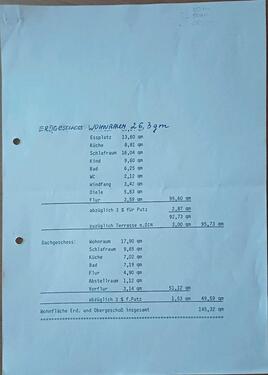 ERDGESCHOSS: WOHNRAUM 26,3 qm
Essplatz 13,60 qm
Küche 8,81 qm
Schlafraum 16,04 qm
Kind 9,60 qm
Bad 6,25 qm
WC 2,12 qm
Windfang 2,42 qm
Diele 5,83 qm
Flur 2,59 qm 95,60 qm
abzüglich 3 % für Putz 2,87 qm
92,73 qm
zuzüglich Terrasse n.DIN 3,00 qm 95,73 qm
Dachgeschoss: Wohnraum 17,90 qm
Schlafraum 9,85 qm
Küche 7,02 qm
Bad 7,19 qm
Flur 4,90 qm
Abstellraum 1,12 qm
Vorflur 3,14 qm 51,12 qm
abzüglich 3 % f.Putz 1,53 qm 49,59 qm
Wohnfläche Erd. und Obergeschoß insgesamt 145,32 qm